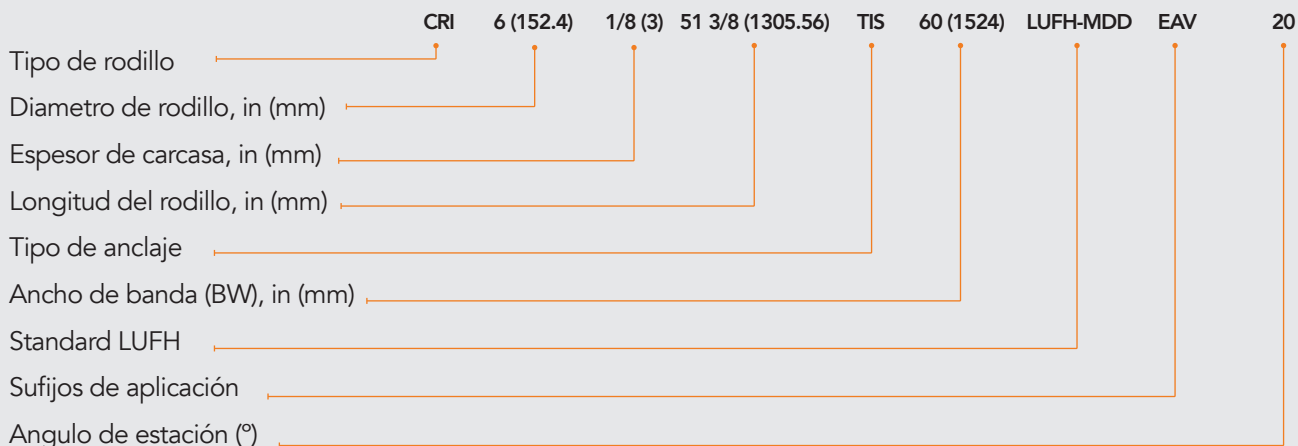 CRI 6 (152.4) 1/8 (3) 51 3/8 (1305.56) TIS 60 (1524) LUFH-MDD EAV 20
Tipo de rodillo
Diametro de rodillo, in (mm)
Espesor de carcasa, in (mm)
Longitud del rodillo, in (mm)
Tipo de anclaje
Ancho de banda (BW), in (mm)
Standard LUFH
Sufijos de aplicación
Angulo de estación (º)